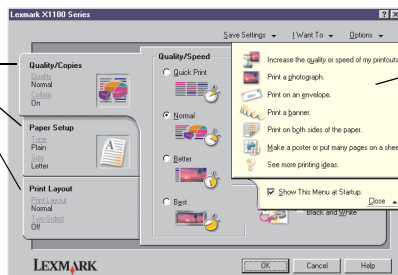 Lexmark X1100 Series
Save Settings
I Want To
Options
Quality/Copies
Quality
Normal
Collate
On
Paper Setup
Type
Plain
Size
Letter
Print Layout
Print Layout
Normal
Two-Sided
Off
Quality/Speed
Quick Print
Normal
Better
Best
Increase the quality or speed of my printouts
Print a photograph.
Print on an envelope.
Print a banner.
Print on both sides of the paper.
Make a poster or put many pages on a shee
See more printing ideas.
Show This Menu at Startup.
Close
Black and White
LEXMARK
OK
Cancel
Help